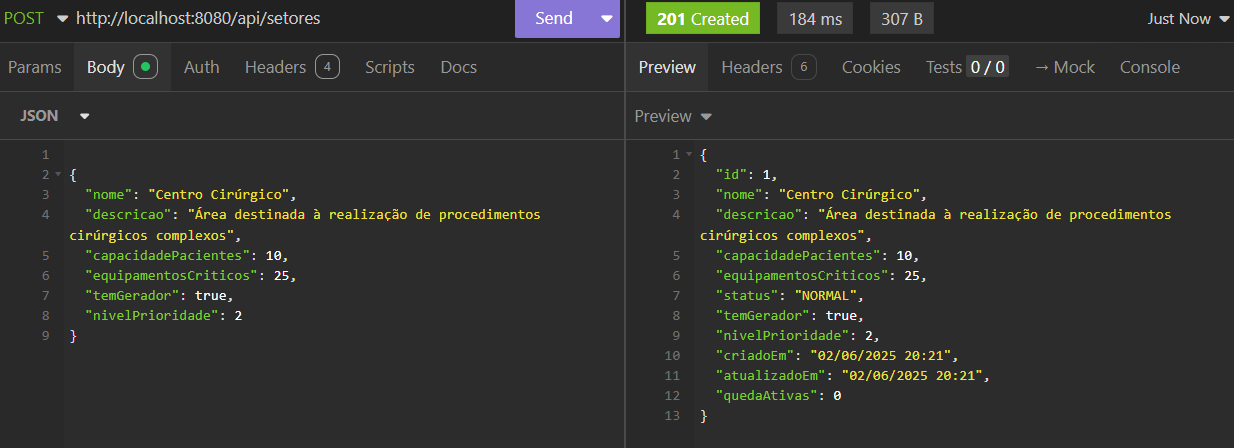 POST http://localhost:8080/api/setores Send
Params Body Auth Headers 4 Scripts Docs
JSON
1
2 {
3 "nome": "Centro Cirúrgico",
4 "descricao": "Área destinada à realização de procedimentos
cirúrgicos complexos",
5 "capacidadePacientes": 10,
6 "equipamentosCriticos": 25,
7 "temGerador": true,
8 "nivelPrioridade": 2
9 }
201 Created 184 ms 307 B Just Now
Preview Headers 6 Cookies Tests 0 / 0 → Mock Console
Preview
1 {
2 "id": 1,
3 "nome": "Centro Cirúrgico",
4 "descricao": "Área destinada à realização de procedimentos
cirúrgicos complexos",
5 "capacidadePacientes": 10,
6 "equipamentosCriticos": 25,
7 "status": "NORMAL",
8 "temGerador": true,
9 "nivelPrioridade": 2,
10 "criadoEm": "02/06/2025 20:21",
11 "atualizadoEm": "02/06/2025 20:21",
12 "quedaAtivas": 0
13 }